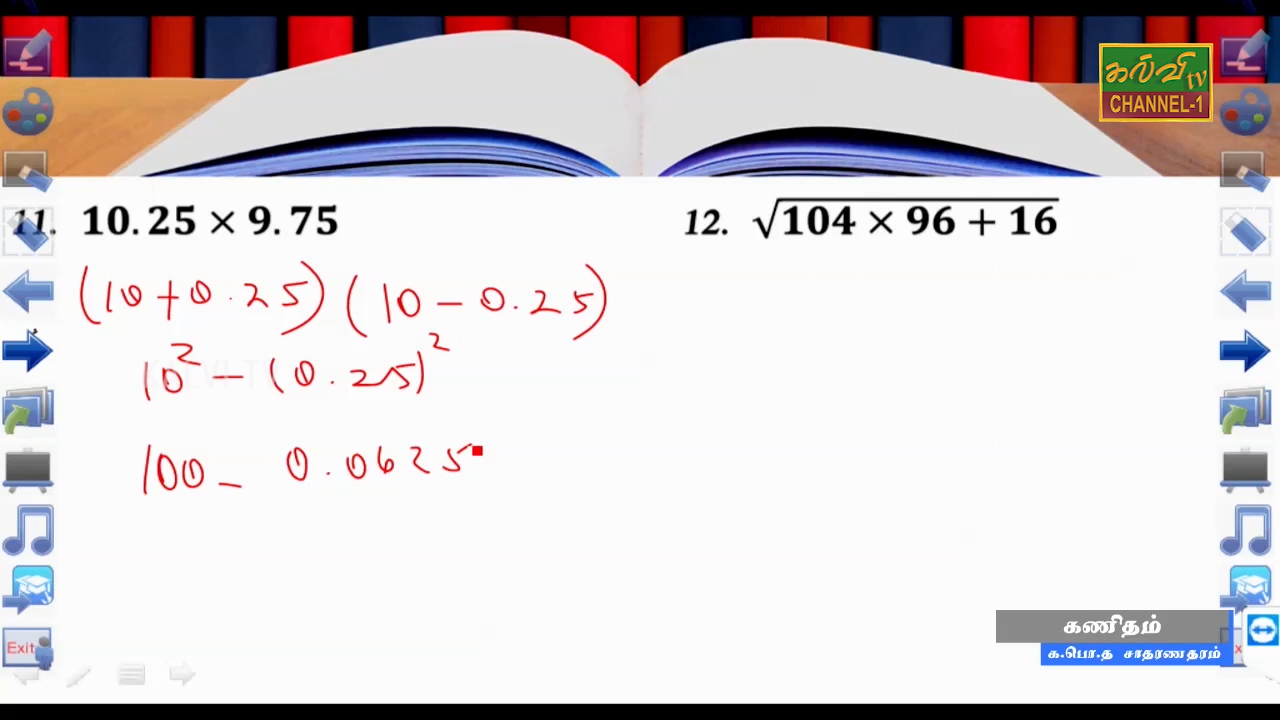 கல்வி tv
CHANNEL-1
11. 10.25 × 9.75
(10 + 0.25) (10 – 0.25)
10² – (0.25)²
100 – 0.0625
12. √104 × 96 + 16
கணிதம்
க.பொ.த சாதரணதரம்
Exit